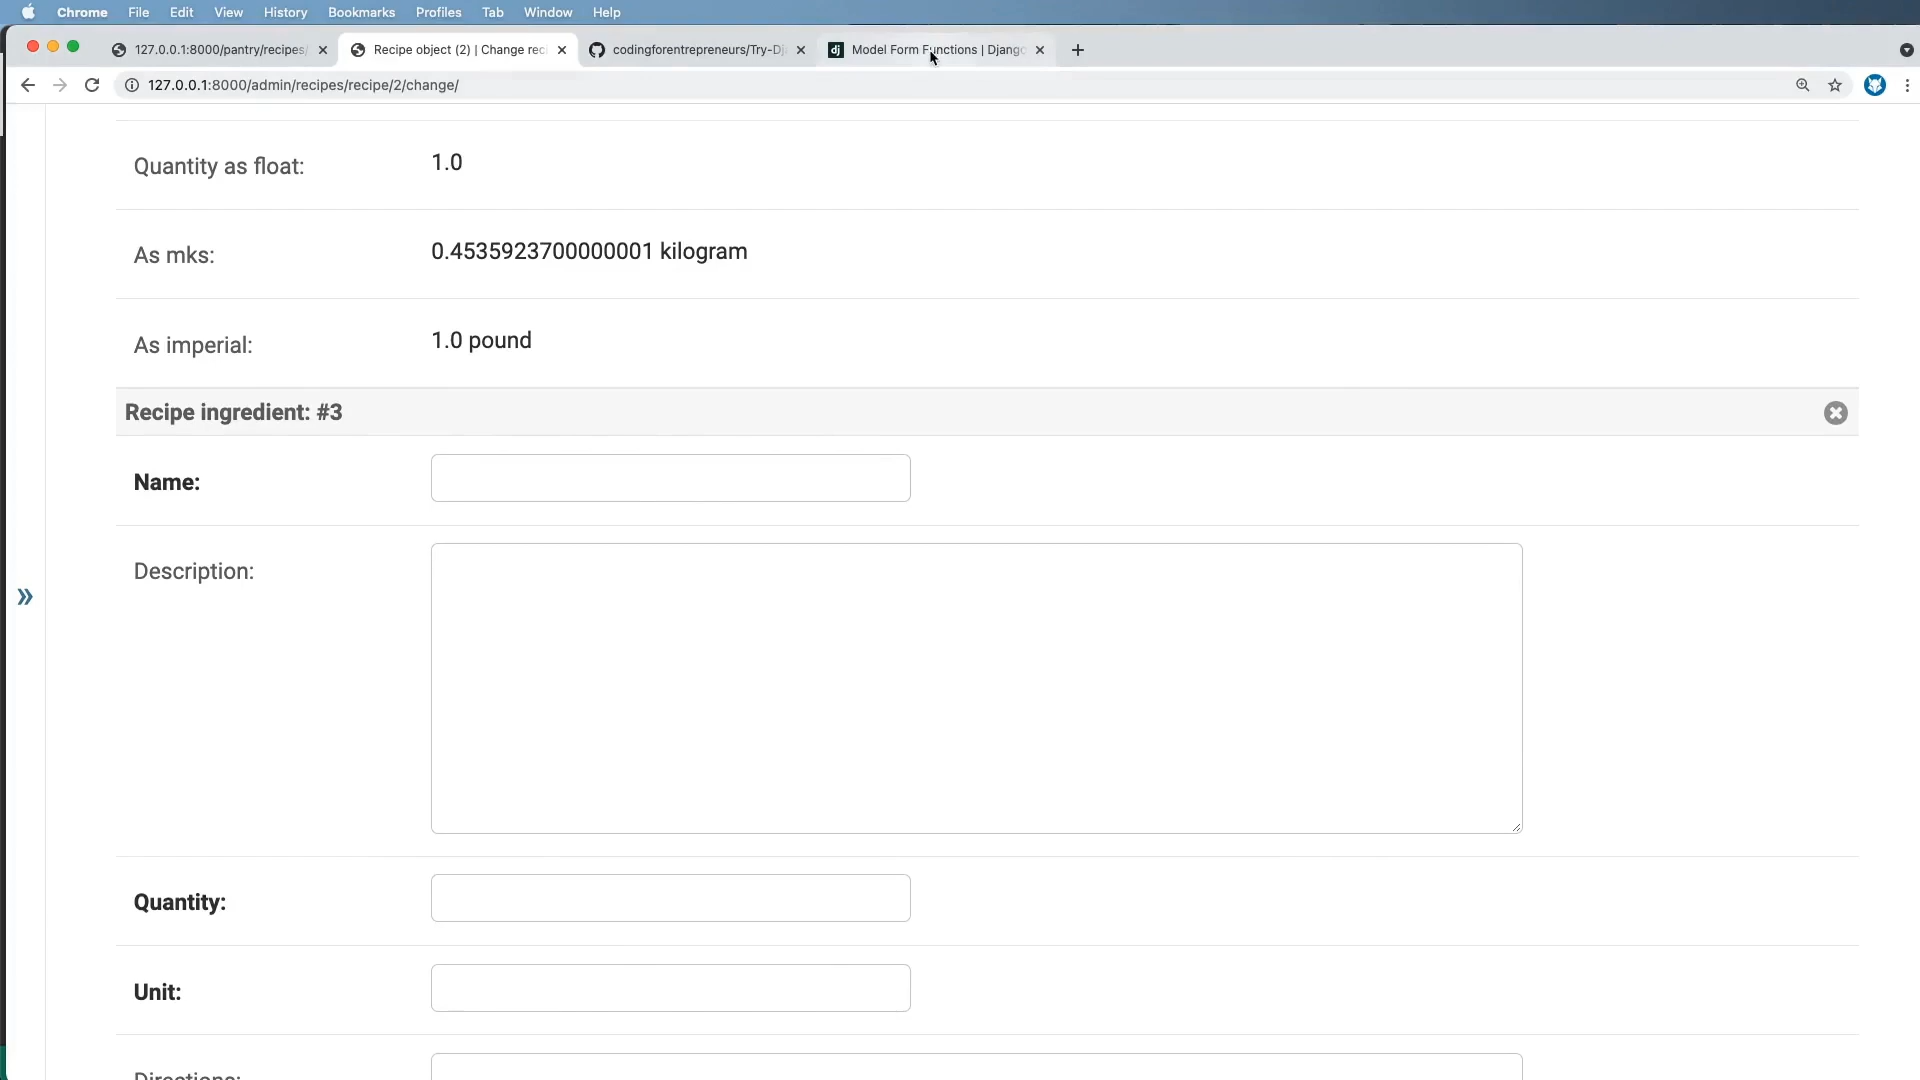 Chrome File Edit View History Bookmarks Profiles Tab Window Help
127.0.0.1:8000/pantry/recipes/ Recipe object (2) | Change reci codingforentrepreneurs/Try-Dj Model Form Functions | Django
127.0.0.1:8000/admin/recipes/recipe/2/change/
Quantity as float: 1.0
As mks: 0.4535923700000001 kilogram
As imperial: 1.0 pound
Recipe ingredient: #3
Name:
Description:
Quantity:
Unit:
Directions: